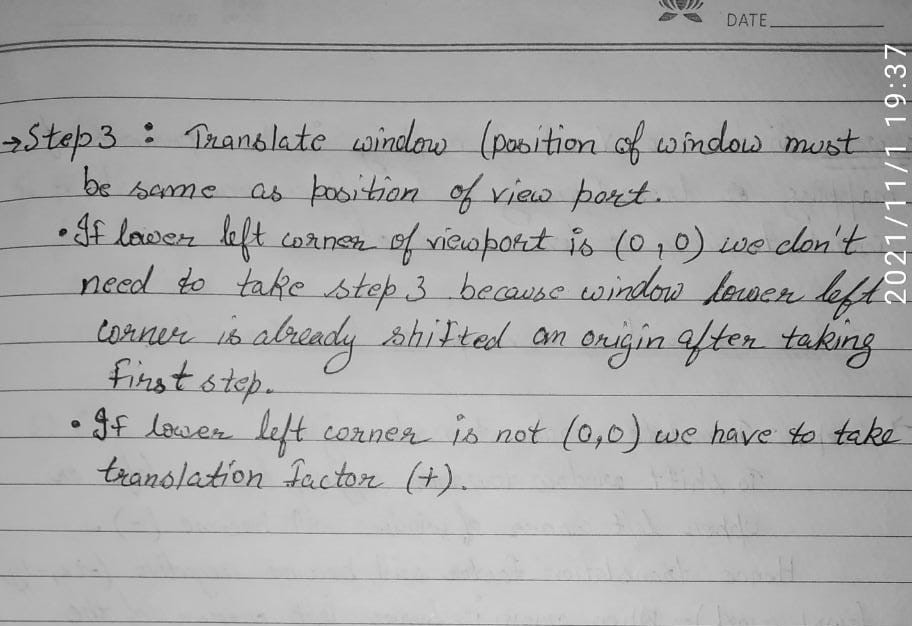 DATE
2021/11/1 19:37
→ Step 3 : Translate window (position of window must
be same as position of view port.
• If lower left corner of viewport is (0,0) we don't
need to take step 3 because window lower left
corner is already shifted on origin after taking
first step.
• If lower left corner is not (0,0) we have to take
translation factor (+).